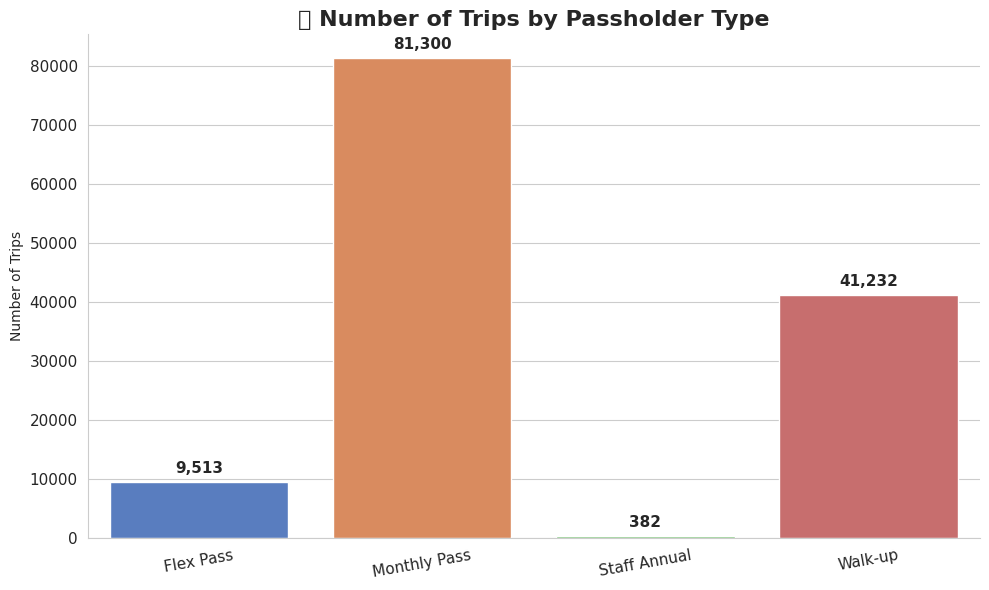 Number of Trips by Passholder Type
81,300
80000
70000
60000
50000
41,232
40000
30000
20000
9,513
10000
382
0
Number of Trips
Flex Pass
Monthly Pass
Staff Annual
Walk-up